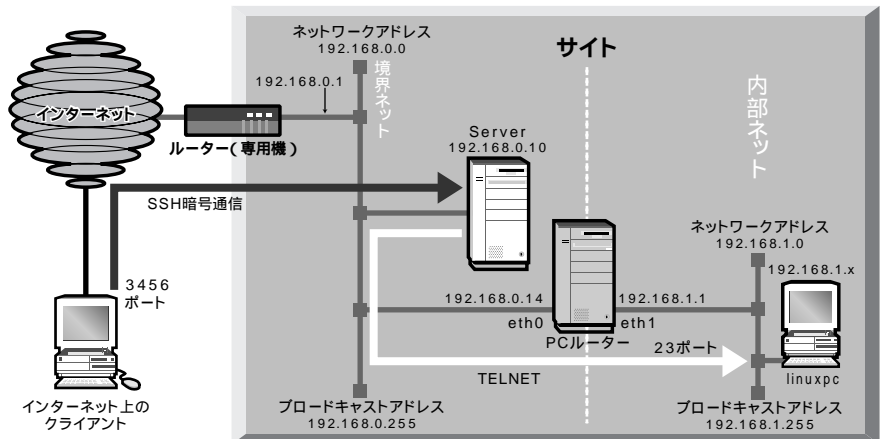 ネットワークアドレス
192.168.0.0
サイト
192.168.0.1
境界ネット
内部ネット
インターネット
ルーター(専用機)
Server
192.168.0.10
SSH暗号通信
ネットワークアドレス
192.168.1.0
3456
ポート
192.168.1.x
192.168.0.14
192.168.1.1
eth0
eth1
PCルーター
23ポート
TELNET
linuxpc
インターネット上の
クライアント
ブロードキャストアドレス
192.168.0.255
ブロードキャストアドレス
192.168.1.255